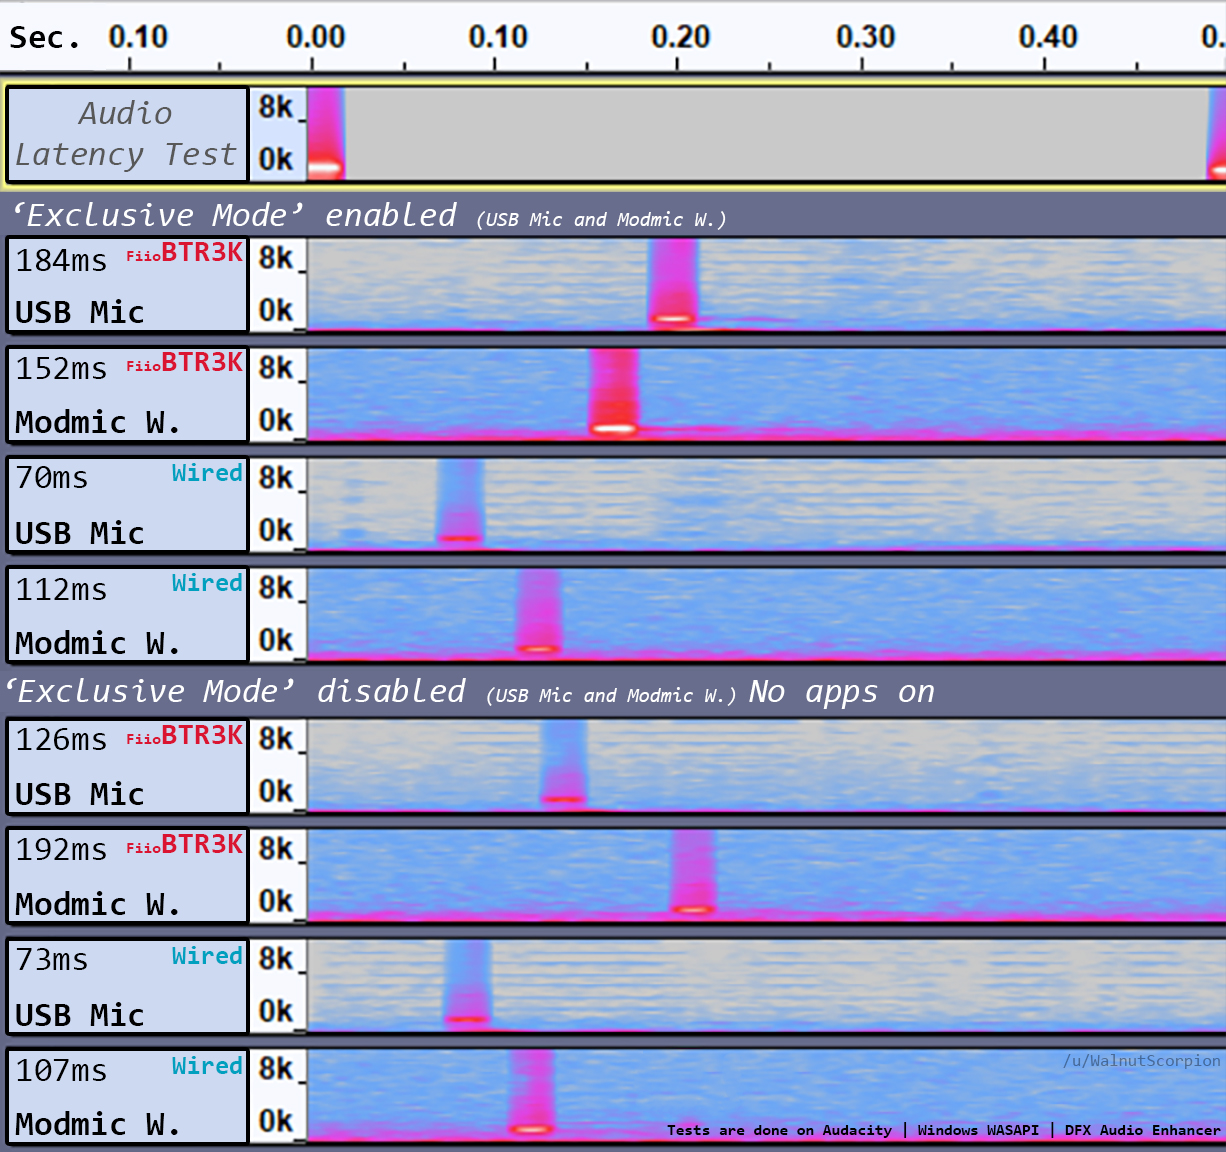 Sec. 0.10 0.00 0.10 0.20 0.30 0.40 0.
Audio
Latency Test
8k
0k
‘Exclusive Mode’ enabled (USB Mic and Modmic W.)
184ms FiioBTR3K
USB Mic
8k
0k
152ms FiioBTR3K
Modmic W.
8k
0k
70ms Wired
USB Mic
8k
0k
112ms Wired
Modmic W.
8k
0k
‘Exclusive Mode’ disabled (USB Mic and Modmic W.) No apps on
126ms FiioBTR3K
USB Mic
8k
0k
192ms FiioBTR3K
Modmic W.
8k
0k
73ms Wired
USB Mic
8k
0k
107ms Wired
Modmic W.
8k
0k
/u/WalnutScorpion
Tests are done on Audacity | Windows WASAPI | DFX Audio Enhancer